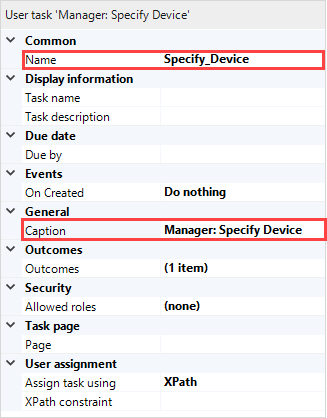 User task 'Manager: Specify Device'
Common
Name Specify_Device
Display information
Task name
Task description
Due date
Due by
Events
On Created Do nothing
General
Caption Manager: Specify Device
Outcomes
Outcomes (1 item)
Security
Allowed roles (none)
Task page
Page
User assignment
Assign task using XPath
XPath constraint